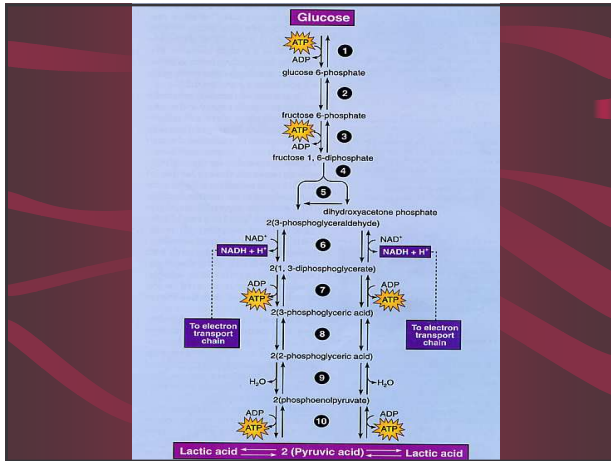 Glucose
ATP
ADP
1
glucose 6-phosphate
2
fructose 6-phosphate
ATP
ADP
3
fructose 1, 6-diphosphate
4
5
dihydroxyacetone phosphate
2(3-phosphoglyceraldehyde)
NAD+ 6 NAD+
NADH + H+ NADH + H+
2(1, 3-diphosphoglycerate)
ADP 7 ADP
ATP ATP
2(3-phosphoglyceric acid)
To electron
transport
chain
8
To electron
transport
chain
2(2-phosphoglyceric acid)
H2O 9 H2O
2(phosphoenolpyruvate)
ADP 10 ADP
ATP ATP
Lactic acid 2 (Pyruvic acid) Lactic acid